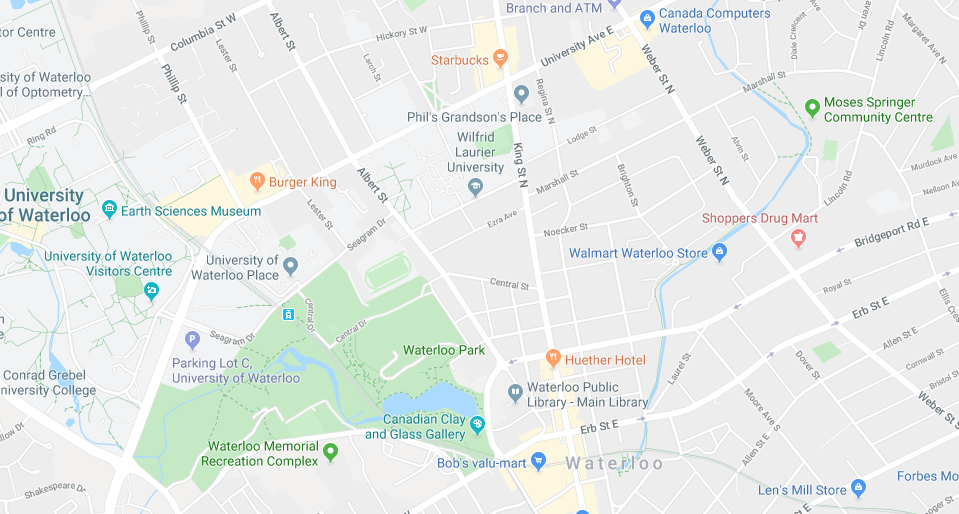 Branch and ATM
Canada Computers
Waterloo
tor Centre
Phillip St
Columbia St W
Albert St
Hickory St W
Lester St
Larch St
Starbucks
University Ave E
Weber St N
Dixie Crescent
Lincoln Rd
Margaret Ave N
Marshall St
sity of Waterloo
l of Optometry...
Phillip St
Regina St N
Phil's Grandson's Place
Moses Springer
Community Centre
Ring Rd
Wilfrid
Laurier
University
Lodge St
King St N
Weber St N
Alvin St
Murdock Ave
Burger King
Albert St
Marshall St
Brighton St
Lincoln Rd
Nelson Ave
University
of Waterloo
Earth Sciences Museum
Lester St
Seagram Dr
Ezra Ave
Noecker St
Shoppers Drug Mart
Bridgeport Rd E
University of Waterloo
Visitors Centre
University of
Waterloo Place
Walmart Waterloo Store
Central St
Royal St
Central St
Central Dr
Erb St E
Ellis Cres
Allen St E
Seagram Dr
Waterloo Park
Huether Hotel
Laurel St
Dover St
Cornwall St
Bristol St
Parking Lot C,
University of Waterloo
Conrad Grebel
niversity College
Waterloo Public
Library - Main Library
Moore Ave S
Weber St
Canadian Clay
and Glass Gallery
Erb St E
Allen St E
Waterloo Memorial
Recreation Complex
Bob's valu-mart
Waterloo
Forbes Mo
Shakespeare Dr
Len's Mill Store